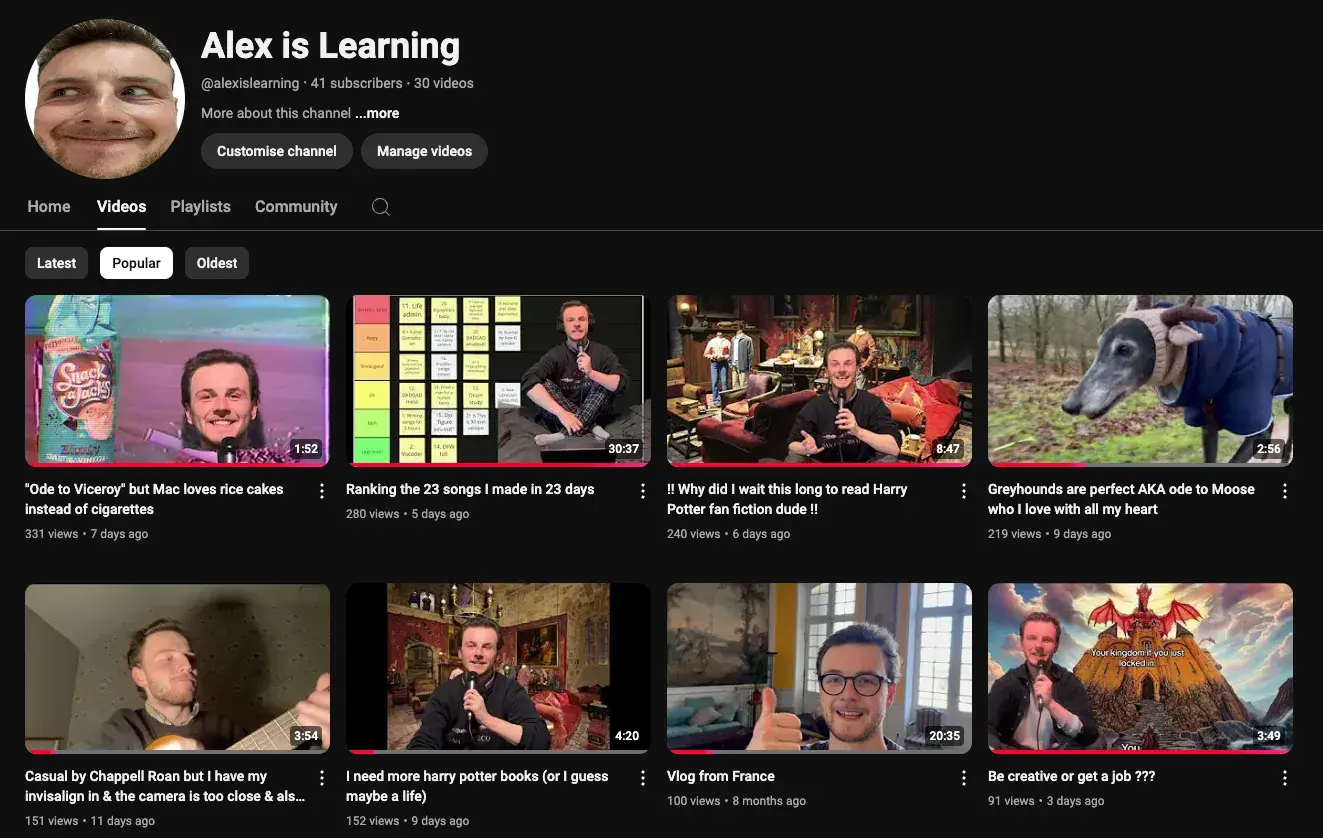 Alex is Learning
@alexislearning · 41 subscribers · 30 videos
More about this channel ...more
Customise channel
Manage videos
Home
Videos
Playlists
Community
Latest
Popular
Oldest
Snack
a Jacks
1:52
11. Life
admin
30:37
8:47
2:56
"Ode to Viceroy" but Mac loves rice cakes
instead of cigarettes
331 views • 7 days ago
Ranking the 23 songs I made in 23 days
280 views • 5 days ago
!! Why did I wait this long to read Harry
Potter fan fiction dude !!
240 views • 6 days ago
Greyhounds are perfect AKA ode to Moose
who I love with all my heart
219 views • 9 days ago
3:54
4:20
20:35
Your kingdom if you just
locked in.
You
3:49
Casual by Chappell Roan but I have my
invisalign in & the camera is too close & als...
151 views • 11 days ago
I need more harry potter books (or I guess
maybe a life)
152 views • 9 days ago
Vlog from France
100 views • 8 months ago
Be creative or get a job ???
91 views • 3 days ago